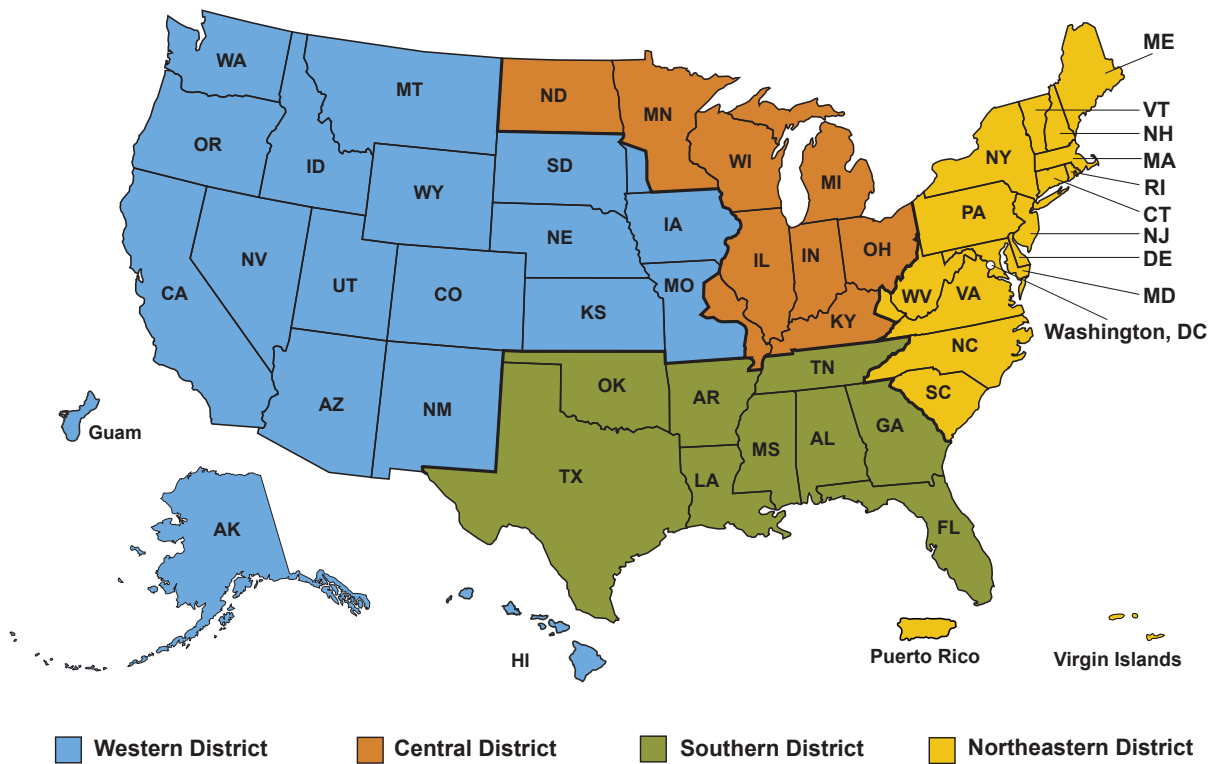 ME
WA
MT
ND
MN
VT
NH
OR
ID
SD
WI
NY
MA
MI
RI
WY
CT
PA
IA
NJ
NE
OH
DE
NV
IL
IN
UT
CO
MO
CA
WV
VA
MD
KS
KY
Washington, DC
NC
TN
OK
SC
AR
AZ
NM
GA
Guam
AL
MS
TX
LA
AK
FL
HI
Puerto Rico
Virgin Islands
Western District
Central District
Southern District
Northeastern District